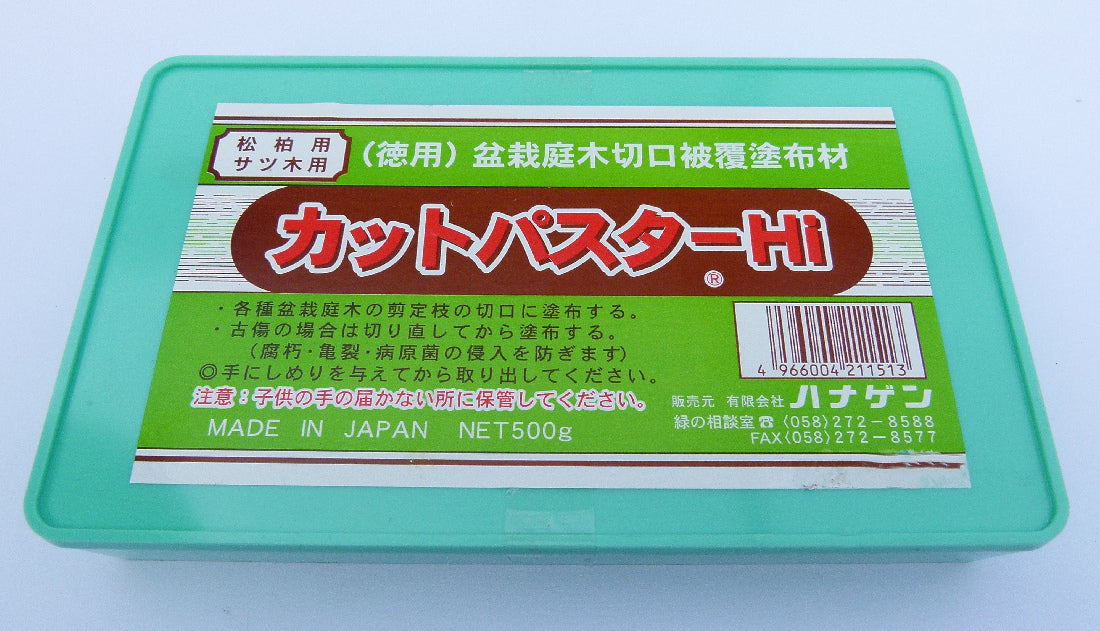 松柏用
サツ木用
（徳用）盆栽庭木切口被覆塗布材
カットパスターHi
®
・各種盆栽庭木の剪定枝の切口に塗布する。
・古傷の場合は切り直してから塗布する。
（腐朽・亀裂・病原菌の侵入を防ぎます）
◎手にしめりを与えてから取り出してください。
注意：子供の手の届かない所に保管してください。
MADE IN JAPAN NET500g
4 966004 211513
販売元 有限会社 ハナゲン
緑の相談室☎（058）272－8588
FAX（058）272－8577